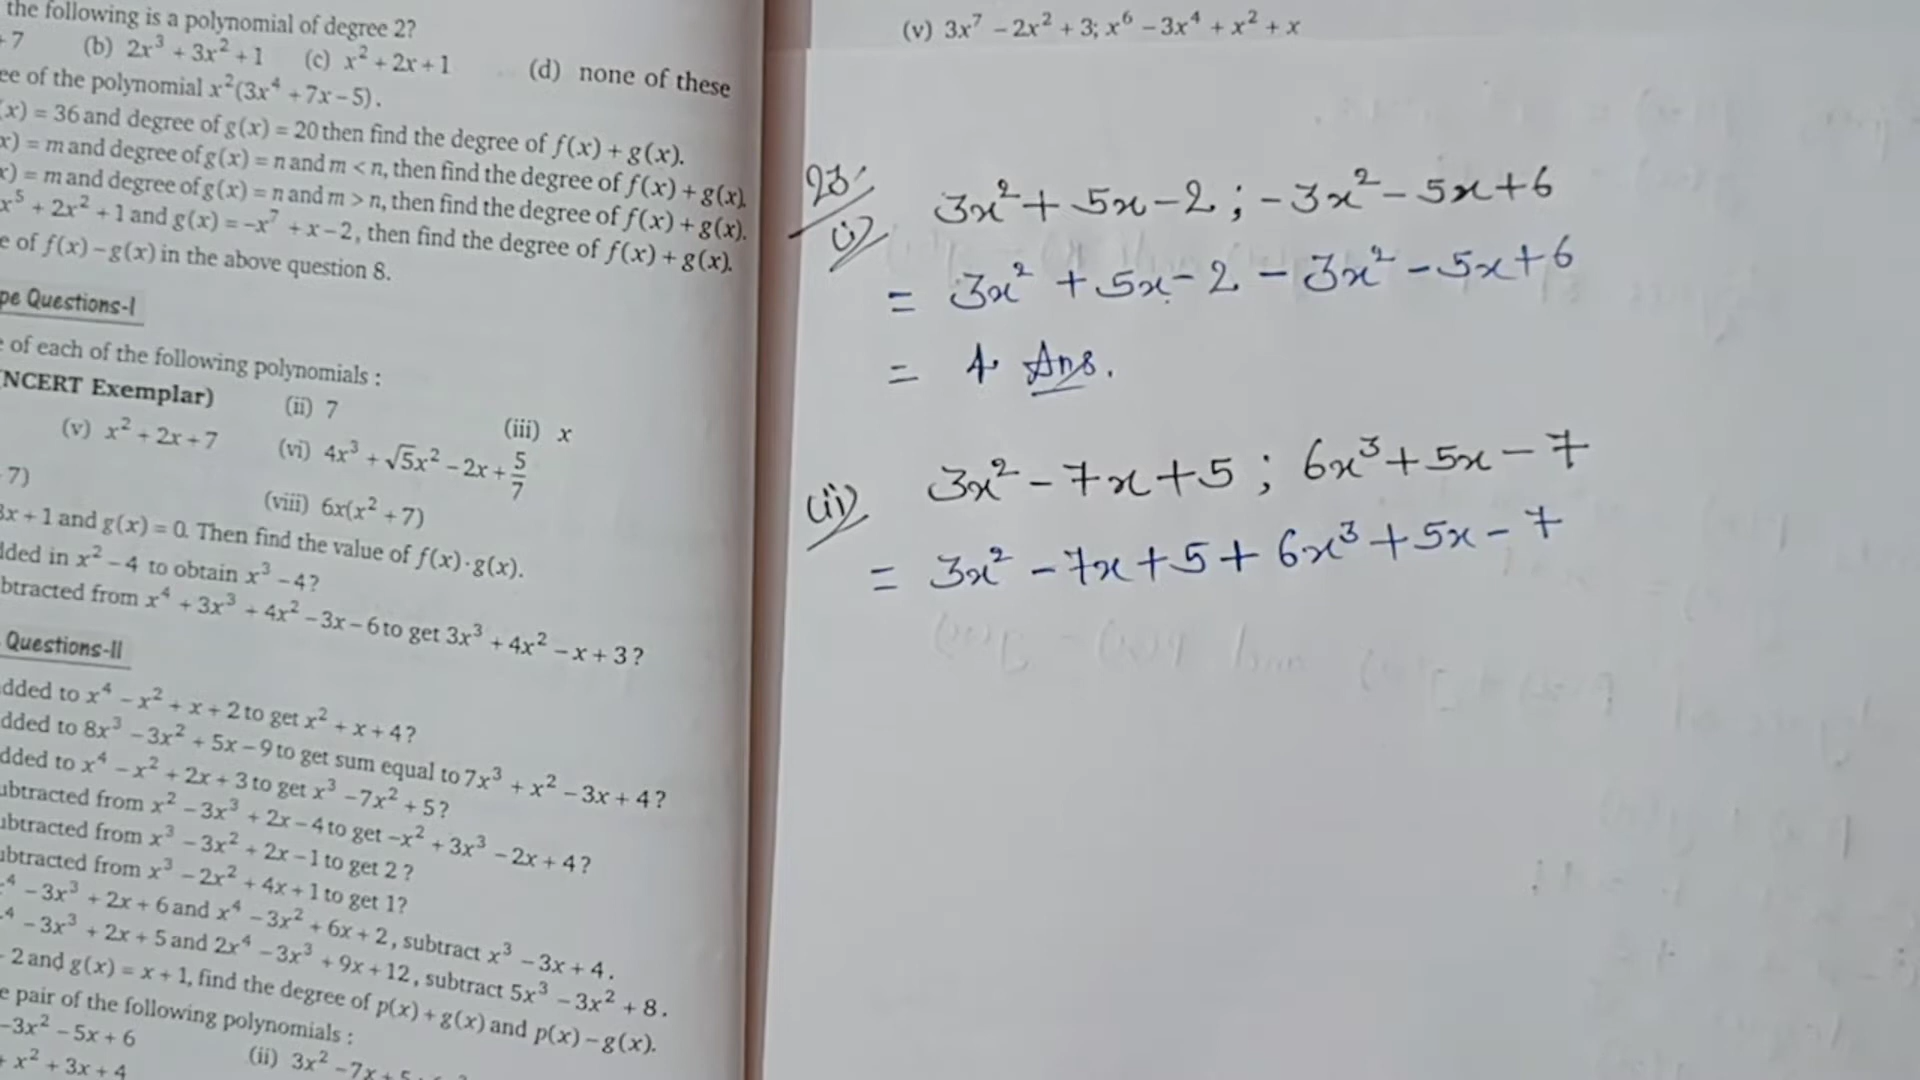 the following is a polynomial of degree 2?
+7 (b) 2x³ + 3x² + 1 (c) x² + 2x + 1 (d) none of these
ee of the polynomial x²(3x⁴ + 7x − 5).
(x) = 36 and degree of g(x) = 20 then find the degree of f(x) + g(x).
x) = m and degree of g(x) = n and m < n, then find the degree of f(x) + g(x).
x) = m and degree of g(x) = n and m > n, then find the degree of f(x) + g(x).
x⁵ + 2x² + 1 and g(x) = −x⁷ + x − 2, then find the degree of f(x) + g(x).
e of f(x) − g(x) in the above question 8.
pe Questions-I
e of each of the following polynomials :
(NCERT Exemplar) (ii) 7 (iii) x
(v) x² + 2x + 7 (vi) 4x³ + √5x² − 2x + 5/7
7) (viii) 6x(x² + 7)
3x + 1 and g(x) = 0. Then find the value of f(x)·g(x).
dded in x² − 4 to obtain x³ − 4?
btracted from x⁴ + 3x³ + 4x² − 3x − 6 to get 3x³ + 4x² − x + 3?
Questions-II
dded to x⁴ − x² + x + 2 to get x² + x + 4?
dded to 8x³ − 3x² + 5x − 9 to get sum equal to 7x³ + x² − 3x + 4?
dded to x⁴ − x² + 2x + 3 to get x³ − 7x² + 5?
ubtracted from x² − 3x³ + 2x − 4 to get −x² + 3x³ − 2x + 4?
ubtracted from x³ − 3x² + 2x − 1 to get 2?
ubtracted from x³ − 2x² + 4x + 1 to get 1?
⁴ − 3x³ + 2x + 6 and x⁴ − 3x² + 6x + 2, subtract x³ − 3x + 4.
⁴ − 3x³ + 2x + 5 and 2x⁴ − 3x³ + 9x + 12, subtract 5x³ − 3x² + 8.
− 2 and g(x) = x + 1, find the degree of p(x) + g(x) and p(x) − g(x).
e pair of the following polynomials :
−3x² − 5x + 6 (ii) 3x² − 7x + 5
+ x² + 3x + 4
(v) 3x⁷ − 2x² + 3; x⁶ − 3x⁴ + x² + x
23.
(i) 3x² + 5x − 2 ; −3x² − 5x + 6
= 3x² + 5x − 2 − 3x² − 5x + 6
= 4 Ans.
(ii) 3x² − 7x + 5 ; 6x³ + 5x − 7
= 3x² − 7x + 5 + 6x³ + 5x − 7